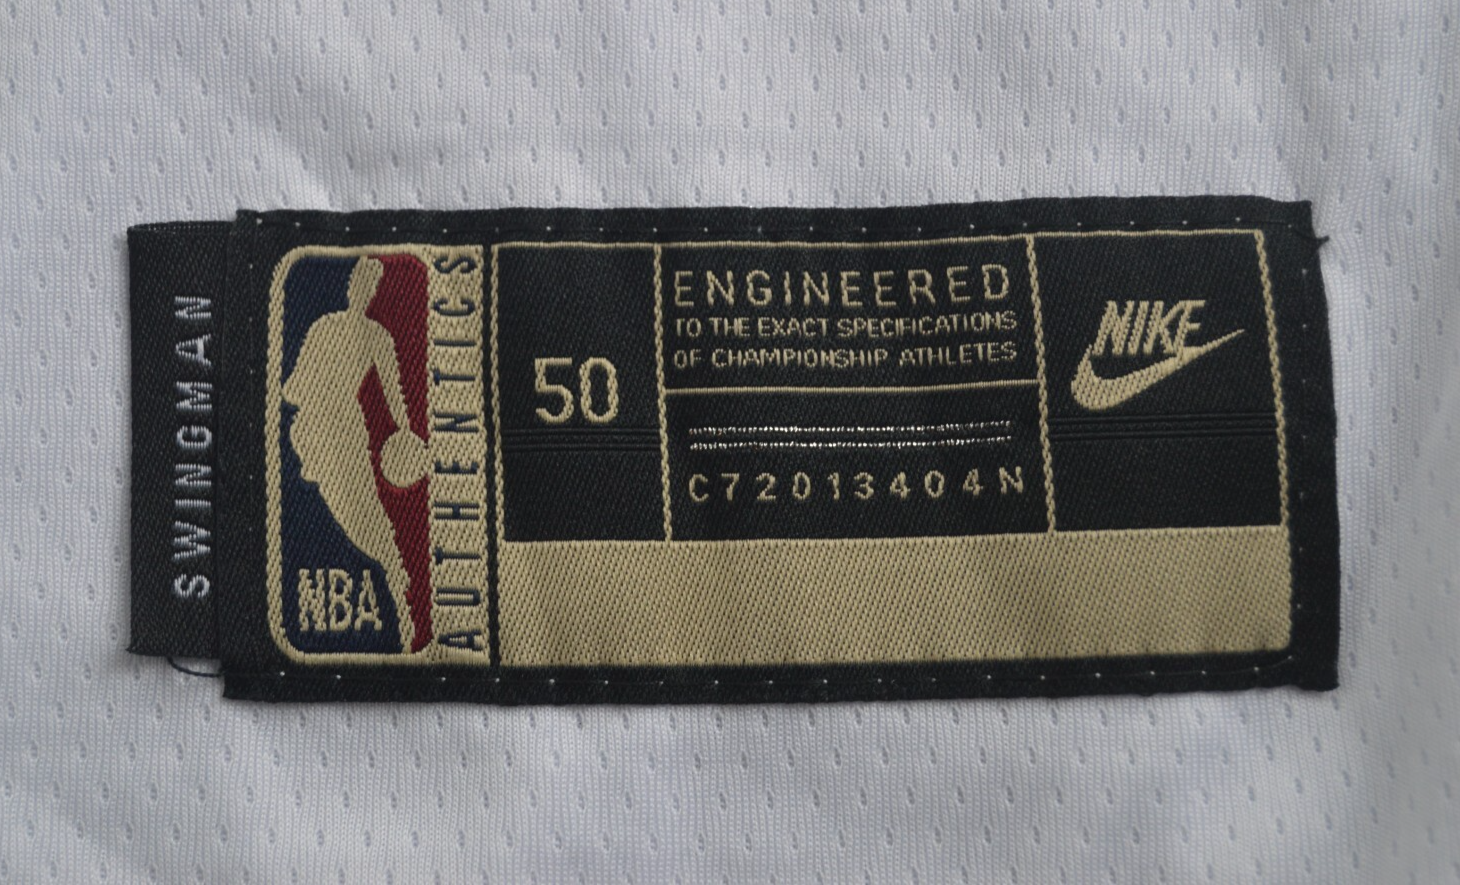 SWINGMAN
NBA
AUTHENTICS
50
ENGINEERED
TO THE EXACT SPECIFICATIONS
OF CHAMPIONSHIP ATHLETES
C72013404N
NIKE